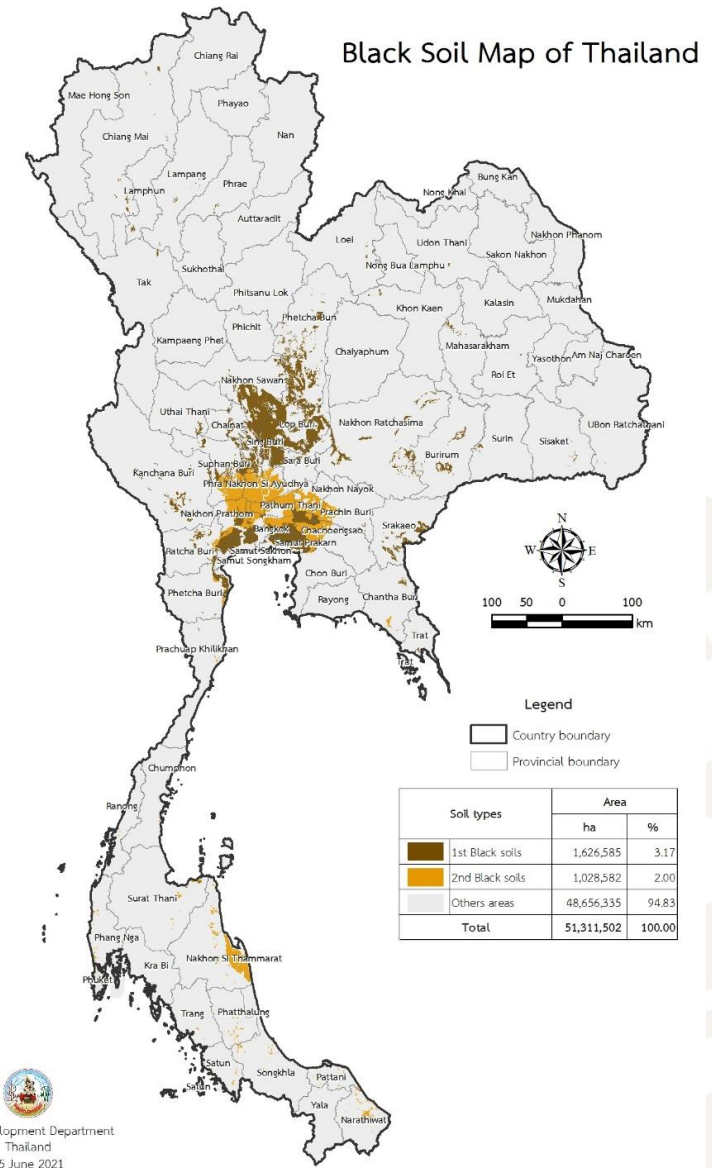 Black Soil Map of Thailand
Chiang Rai
Mae Hong Son
Phayao
Chiang Mai
Nan
Lampang
Lamphun
Phrae
Bung Kan
Nong Khai
Auttaradit
Loei
Udon Thani
Nakhon Phanom
Sakon Nakhon
Sukhothai
Nong Bua Lamphu
Tak
Phitsanu Lok
Mukdahan
Kalasin
Khon Kaen
Phetcha Bun
Phichit
Kampaeng Phet
Mahasarakham
Chaiyaphum
Yasothon
Am Naj Charoen
Roi Et
Nakhon Sawan
Uthai Thani
Chainat
Lop Buri
Nakhon Ratchasima
UBon Ratchathani
Surin
Sisaket
Sing Buri
Burirum
Suphan Buri
Sara Buri
Kanchana Buri
Phra Nakhon Si Ayudhya
Nakhon Nayok
Pathum Thani
Nakhon Prathom
Prachin Buri
Bangkok
Chachoengsao
Srakaeo
Samut Prakarn
Ratcha Buri
Samut Sakhon
Samut Songkham
Chon Buri
Phetcha Buri
Rayong
Chantha Buri
Trat
Prachuap Khilikhan
Trat
N
W
E
S
100 50 0 100
km
Legend
Country boundary
Provincial boundary
Soil types
Area
ha %
1st Black soils 1,626,585 3.17
2nd Black soils 1,028,582 2.00
Others areas 48,656,335 94.83
Total 51,311,502 100.00
Chumphon
Ranong
Surat Thani
Phang Nga
Nakhon Si Thammarat
Kra Bi
Phuket
Trang
Phatthalung
Satun
Songkhla
Pattani
Satun
Yala
Narathiwat
lopment Department
Thailand
5 June 2021